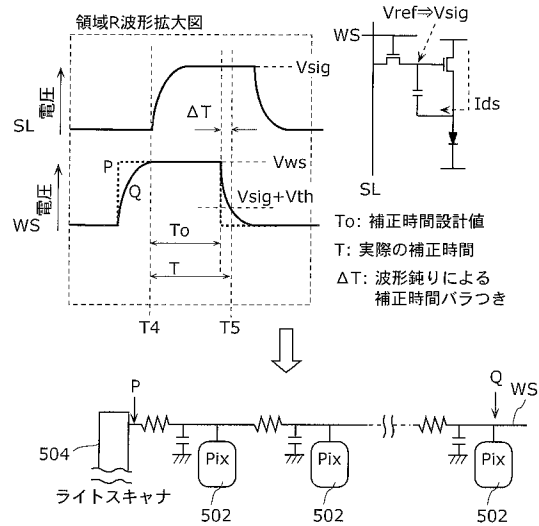 領域R波形拡大図
Vsig
電圧
SL
ΔT
P
Q
Vws
電圧
Vsig+Vth
WS
To
T
T4
T5
Vref⇒Vsig
WS
Ids
SL
To: 補正時間設計値
T: 実際の補正時間
ΔT: 波形鈍りによる
補正時間バラつき
P
Q
WS
504
Pix
Pix
Pix
ライトスキャナ
502
502
502